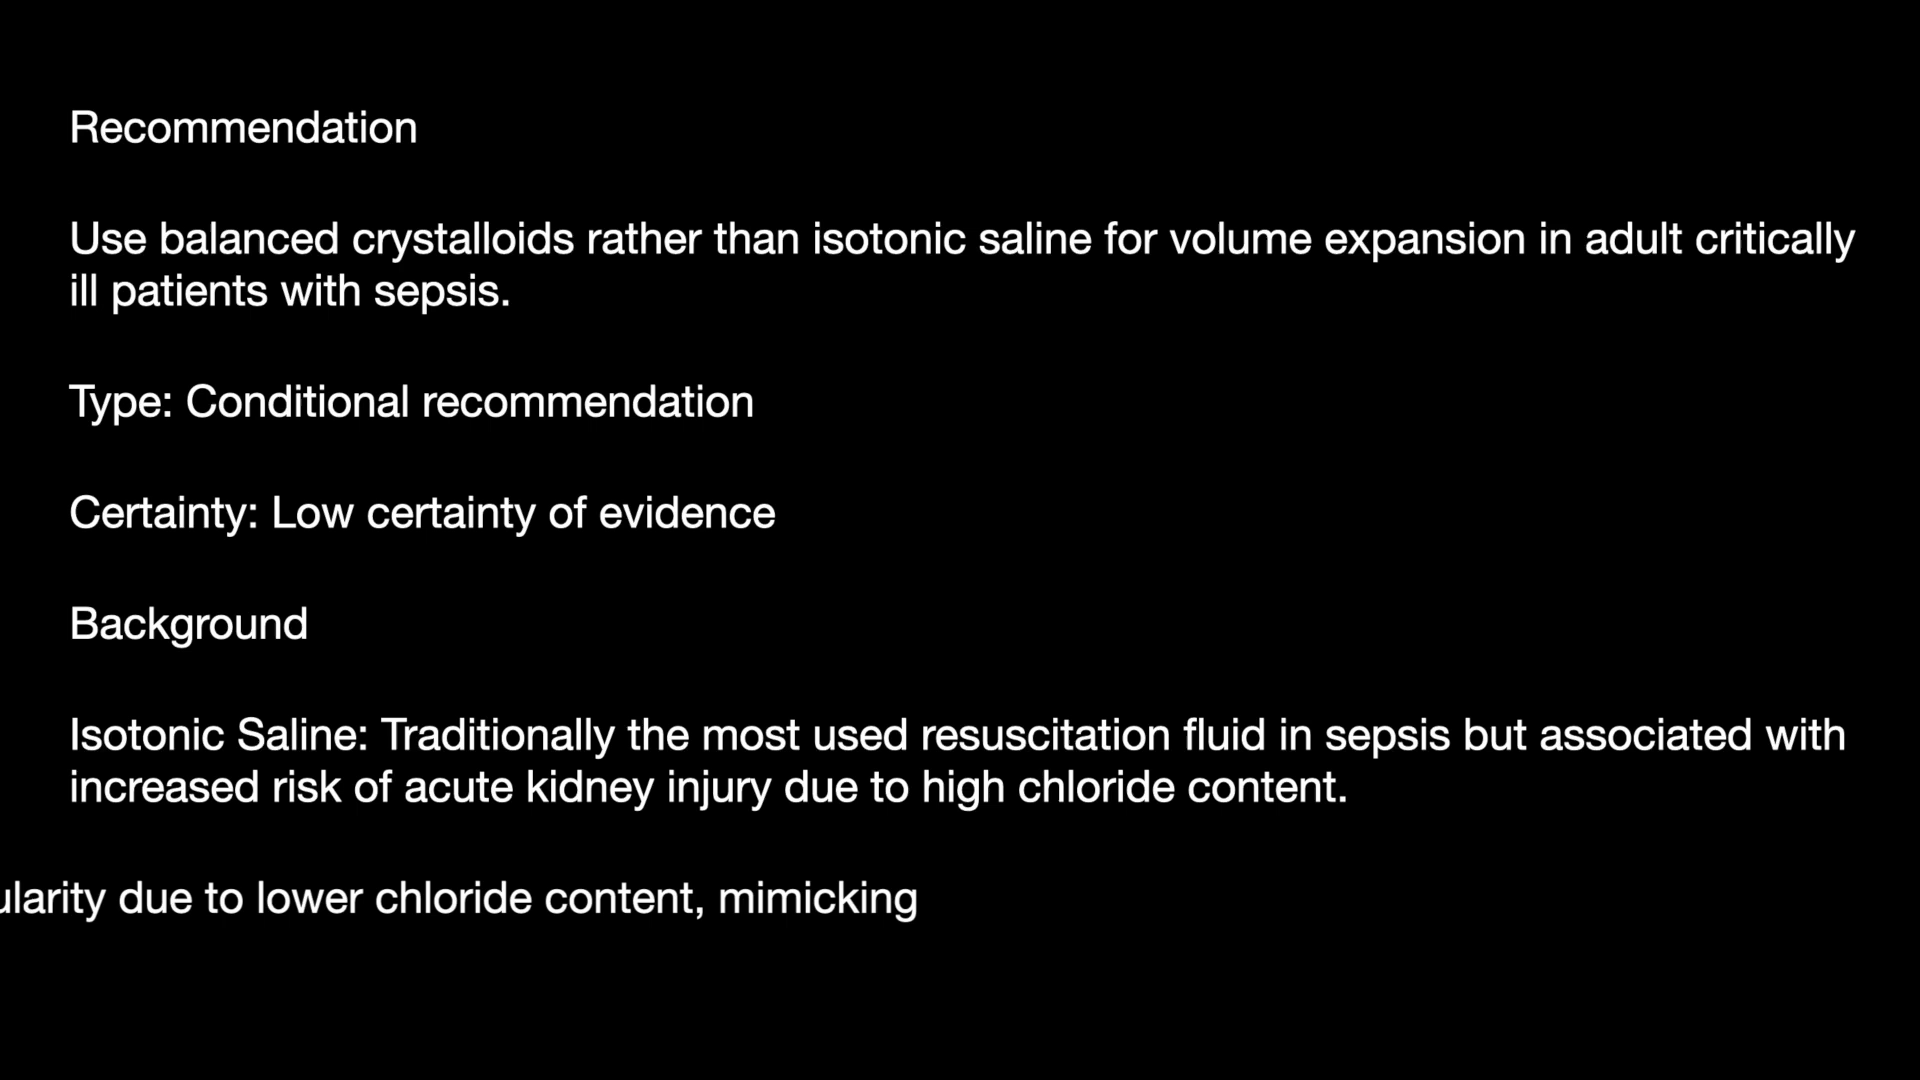 Recommendation
Use balanced crystalloids rather than isotonic saline for volume expansion in adult critically
ill patients with sepsis.
Type: Conditional recommendation
Certainty: Low certainty of evidence
Background
Isotonic Saline: Traditionally the most used resuscitation fluid in sepsis but associated with
increased risk of acute kidney injury due to high chloride content.
due to lower chloride content, mimicking